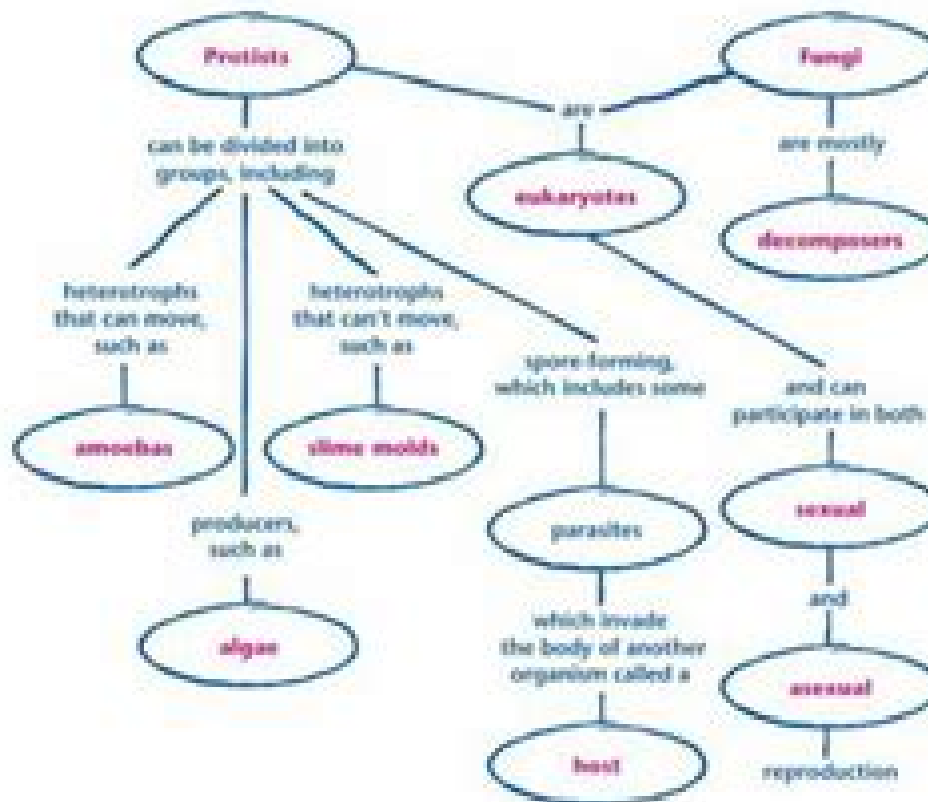 Protists
Fungi
are
can be divided into
groups, including
are mostly
eukaryotes
decomposers
heterotrophs
that can move,
such as
heterotrophs
that can't move,
such as
spore-forming,
which includes some
and can
participate in both
amoebas
slime molds
producers,
such as
parasites
sexual
algae
which invade
the body of another
organism called a
and
asexual
host
reproduction